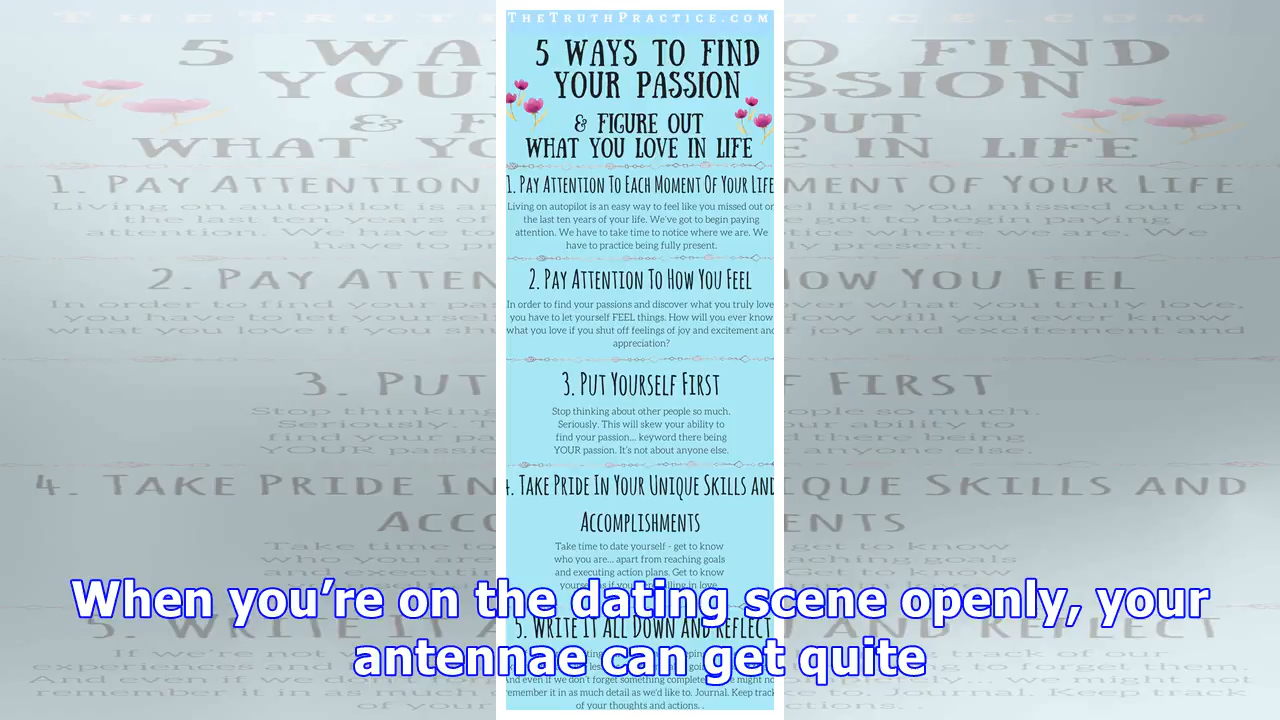 THETRUTHPRACTICE.COM
5 WAYS TO FIND
YOUR PASSION
& FIGURE OUT
WHAT YOU LOVE IN LIFE
1. PAY ATTENTION TO EACH MOMENT OF YOUR LIFE
Living on autopilot is an easy way to feel like you missed out on
the last ten years of your life. We've got to begin paying
attention. We have to take time to notice where we are. We
have to practice being fully present.
2. PAY ATTENTION TO HOW YOU FEEL
In order to find your passions and discover what you truly love,
you have to let yourself FEEL things. How will you ever know
what you love if you shut off feelings of joy and excitement and
appreciation?
3. PUT YOURSELF FIRST
Stop thinking about other people so much.
Seriously. This will skew your ability to
find your passion... keyword there being
YOUR passion. It's not about anyone else.
4. TAKE PRIDE IN YOUR UNIQUE SKILLS AND
ACCOMPLISHMENTS
Take time to date yourself - get to know
who you are... apart from reaching goals
and executing action plans. Get to know
in love
When you're on the dating scene openly, your
5. WRITE IT ALL DOWN AND REFLECT
antennae can get quite
And even if we don't forget something might not
remember it in as much detail as we'd like to. Journal. Keep track
of your thoughts and actions. .